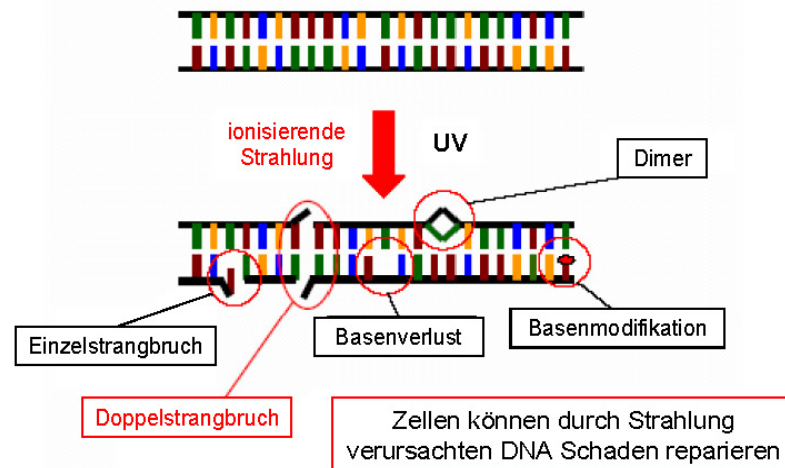 ionisierende
Strahlung
UV
Dimer
Einzelstrangbruch
Basenverlust
Basenmodifikation
Doppelstrangbruch
Zellen können durch Strahlung
verursachten DNA Schaden reparieren